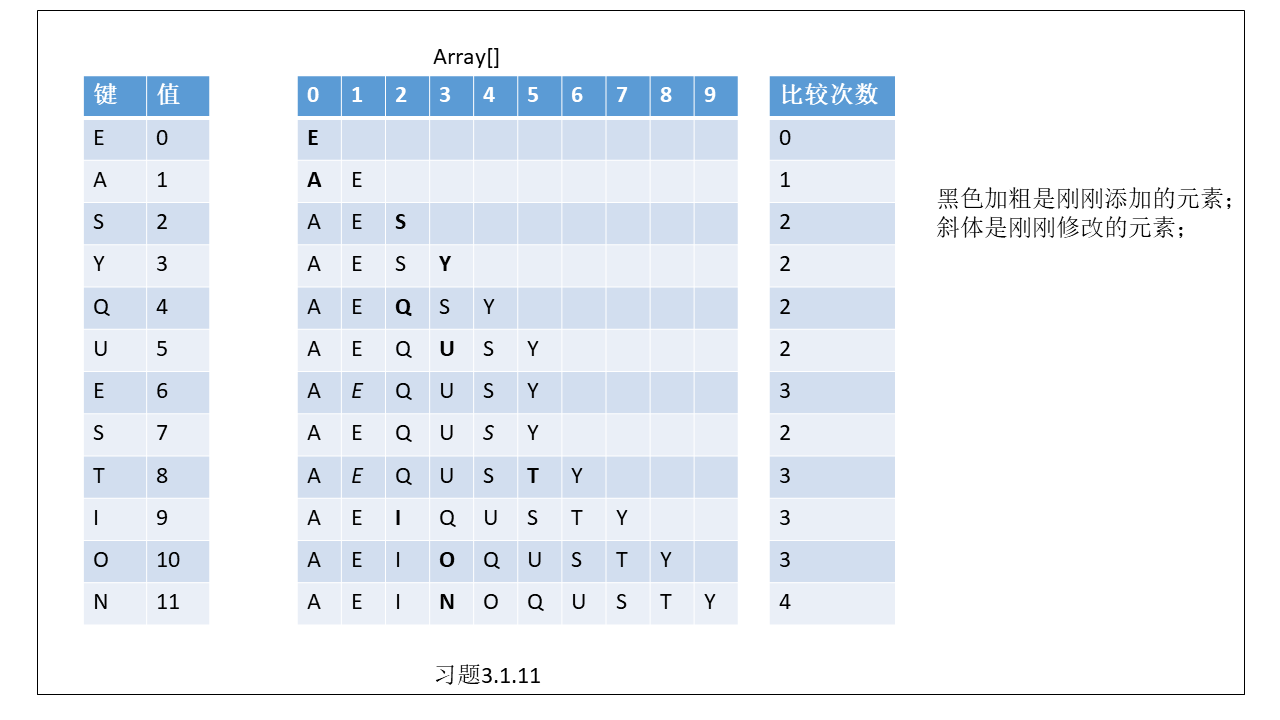 Array[]
键 值 0 1 2 3 4 5 6 7 8 9 比较次数
E 0 E 0
A 1 A E 1
S 2 A E S 2
Y 3 A E S Y 2
Q 4 A E Q S Y 2
U 5 A E Q U S Y 2
E 6 A E Q U S Y 3
S 7 A E Q U S Y 2
T 8 A E Q U S T Y 3
I 9 A E I Q U S T Y 3
O 10 A E I O Q U S T Y 3
N 11 A E I N O Q U S T Y 4
黑色加粗是刚刚添加的元素；
斜体是刚刚修改的元素；
习题3.1.11